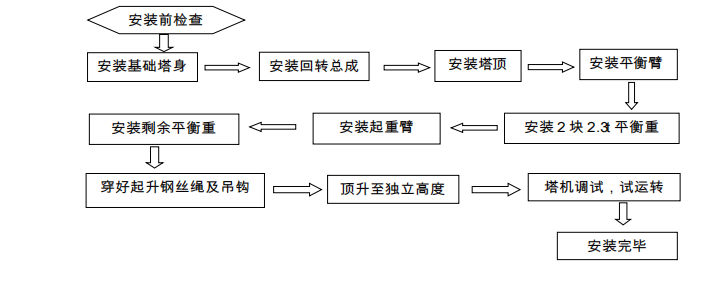 安装前检查
安装基础塔身
安装回转总成
安装塔顶
安装平衡臂
安装2块2.3t平衡重
安装起重臂
安装剩余平衡重
穿好起升钢丝绳及吊钩
顶升至独立高度
塔机调试，试运转
安装完毕